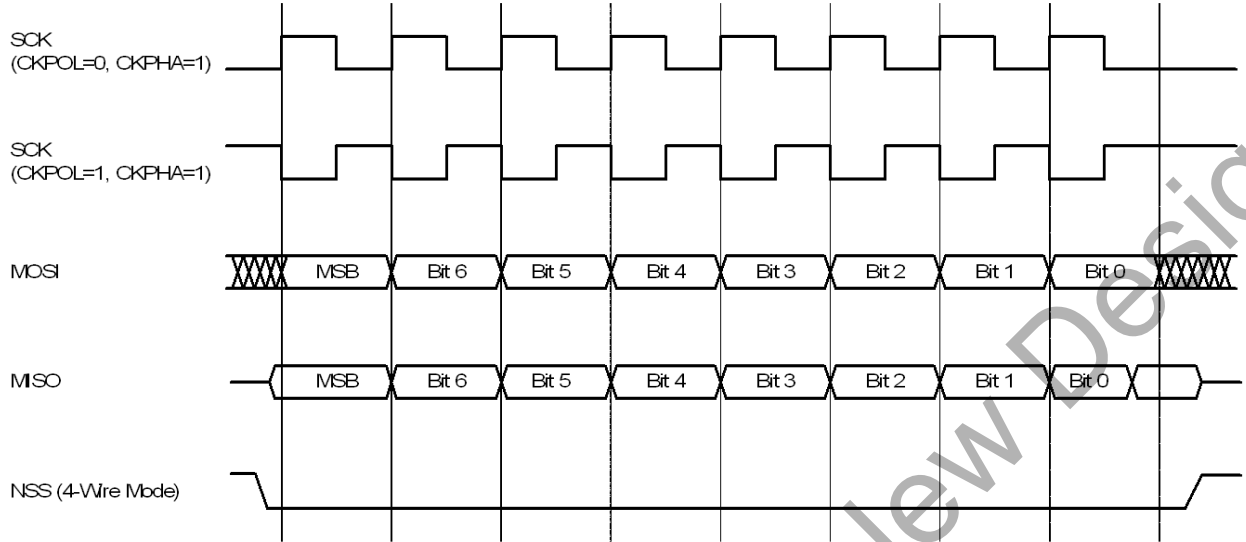 SCK
(CKPOL=0, CKPHA=1)
SCK
(CKPOL=1, CKPHA=1)
MOSI
MSB Bit 6 Bit 5 Bit 4 Bit 3 Bit 2 Bit 1 Bit 0
MISO
MSB Bit 6 Bit 5 Bit 4 Bit 3 Bit 2 Bit 1 Bit 0
NSS (4-Wire Mode)